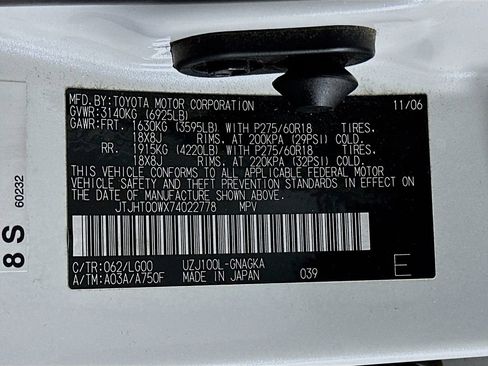 MFD.BY:TOYOTA MOTOR CORPORATION 11/06
GVWR:3140KG (6925LB)
GAWR:FRT. 1630KG (3595LB) WITH P275/60R18 TIRES.
18X8J RIMS. AT 200KPA (29PSI) COLD.
RR. 1915KG (4220LB) WITH P275/60R18 TIRES.
18X8J RIMS. AT 220KPA (32PSI) COLD.
THIS VEHICLE CONFORMS TO ALL APPLICABLE FEDERAL MOTOR
VEHICLE SAFETY AND THEFT PREVENTION STANDARDS IN EFFECT ON
THE DATE OF MANUFACTURE SHOWN ABOVE.
JTJHT00WX74022778 MPV
C/TR:062/LG00 UZJ100L-GNAGKA
A/TM:A03A/A750F MADE IN JAPAN 039 E
8 S 60232